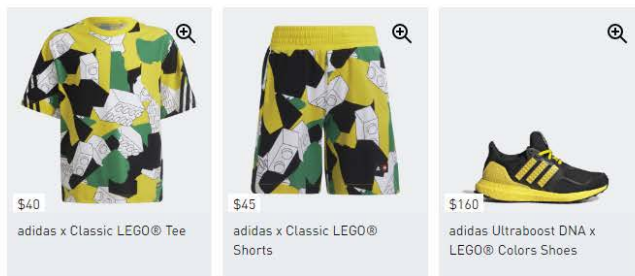 $40
adidas x Classic LEGO® Tee
$45
adidas x Classic LEGO®
Shorts
$160
adidas Ultraboost DNA x
LEGO® Colors Shoes